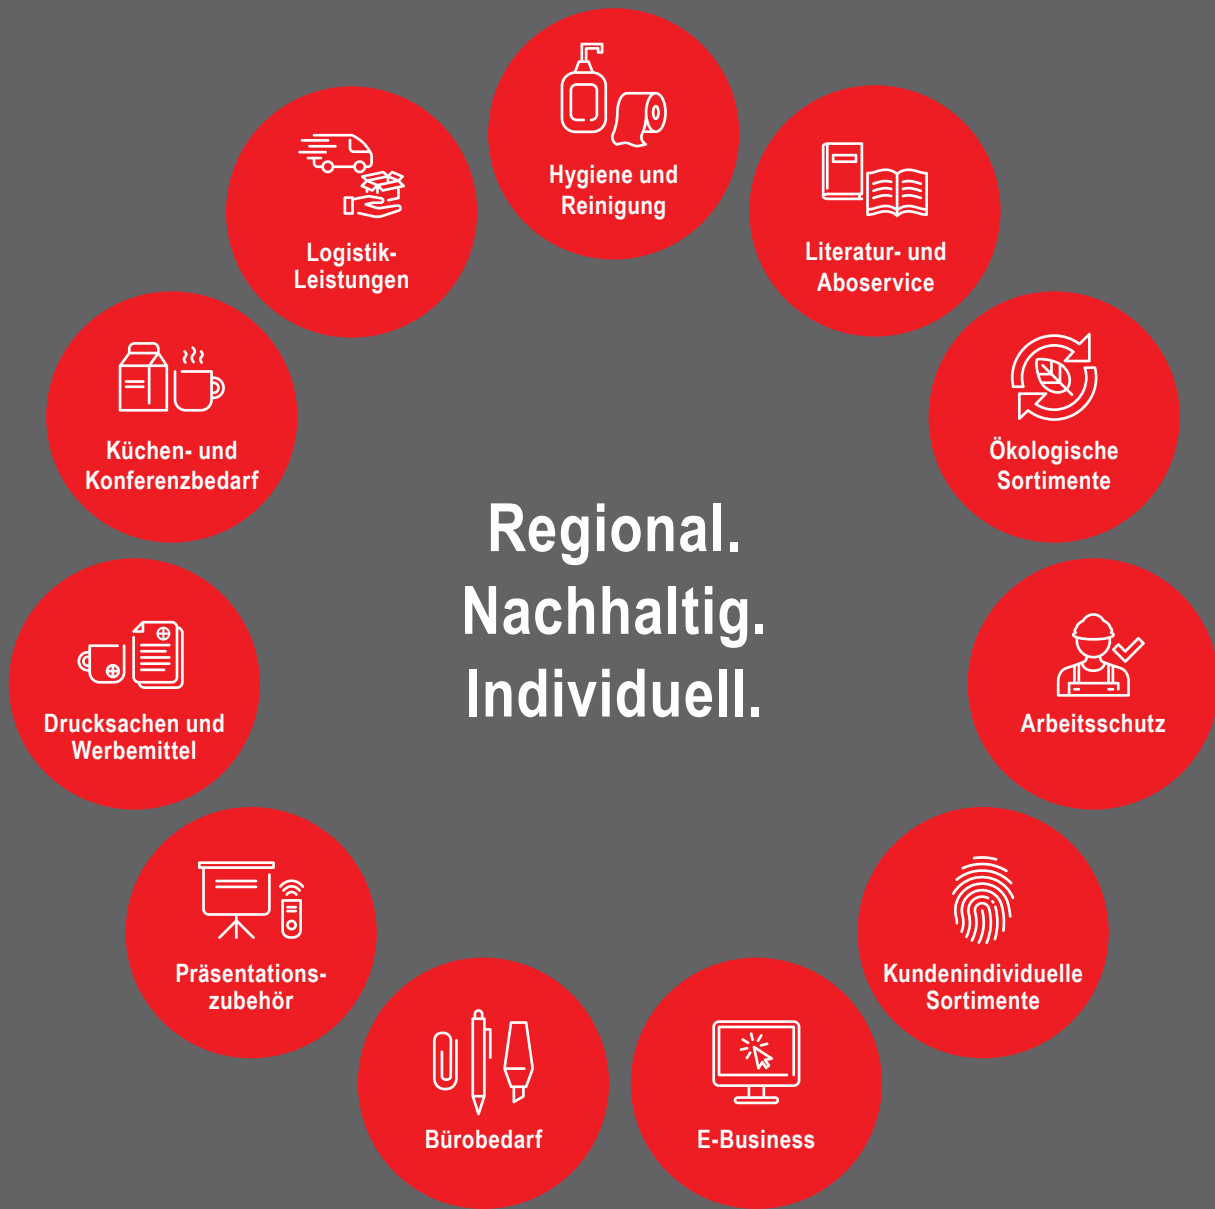 Hygiene und
Reinigung
Literatur- und
Aboservice
Ökologische
Sortimente
Arbeitsschutz
Kundenindividuelle
Sortimente
E-Business
Bürobedarf
Präsentations-
zubehör
Drucksachen und
Werbemittel
Küchen- und
Konferenzbedarf
Logistik-
Leistungen
Regional.
Nachhaltig.
Individuell.